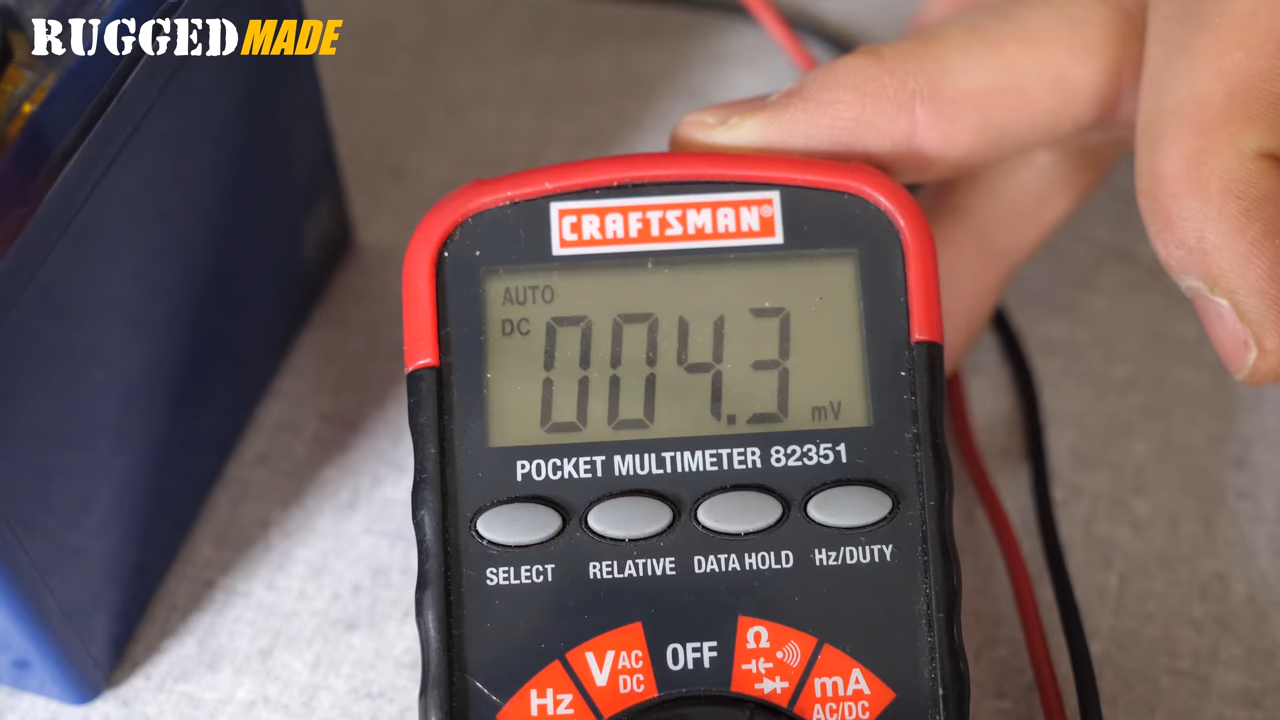 RUGGED MADE
CRAFTSMAN®
AUTO
DC
004.3 mV
POCKET MULTIMETER 82351
SELECT RELATIVE DATA HOLD Hz/DUTY
Hz
V AC DC
OFF
Ω
mA AC/DC